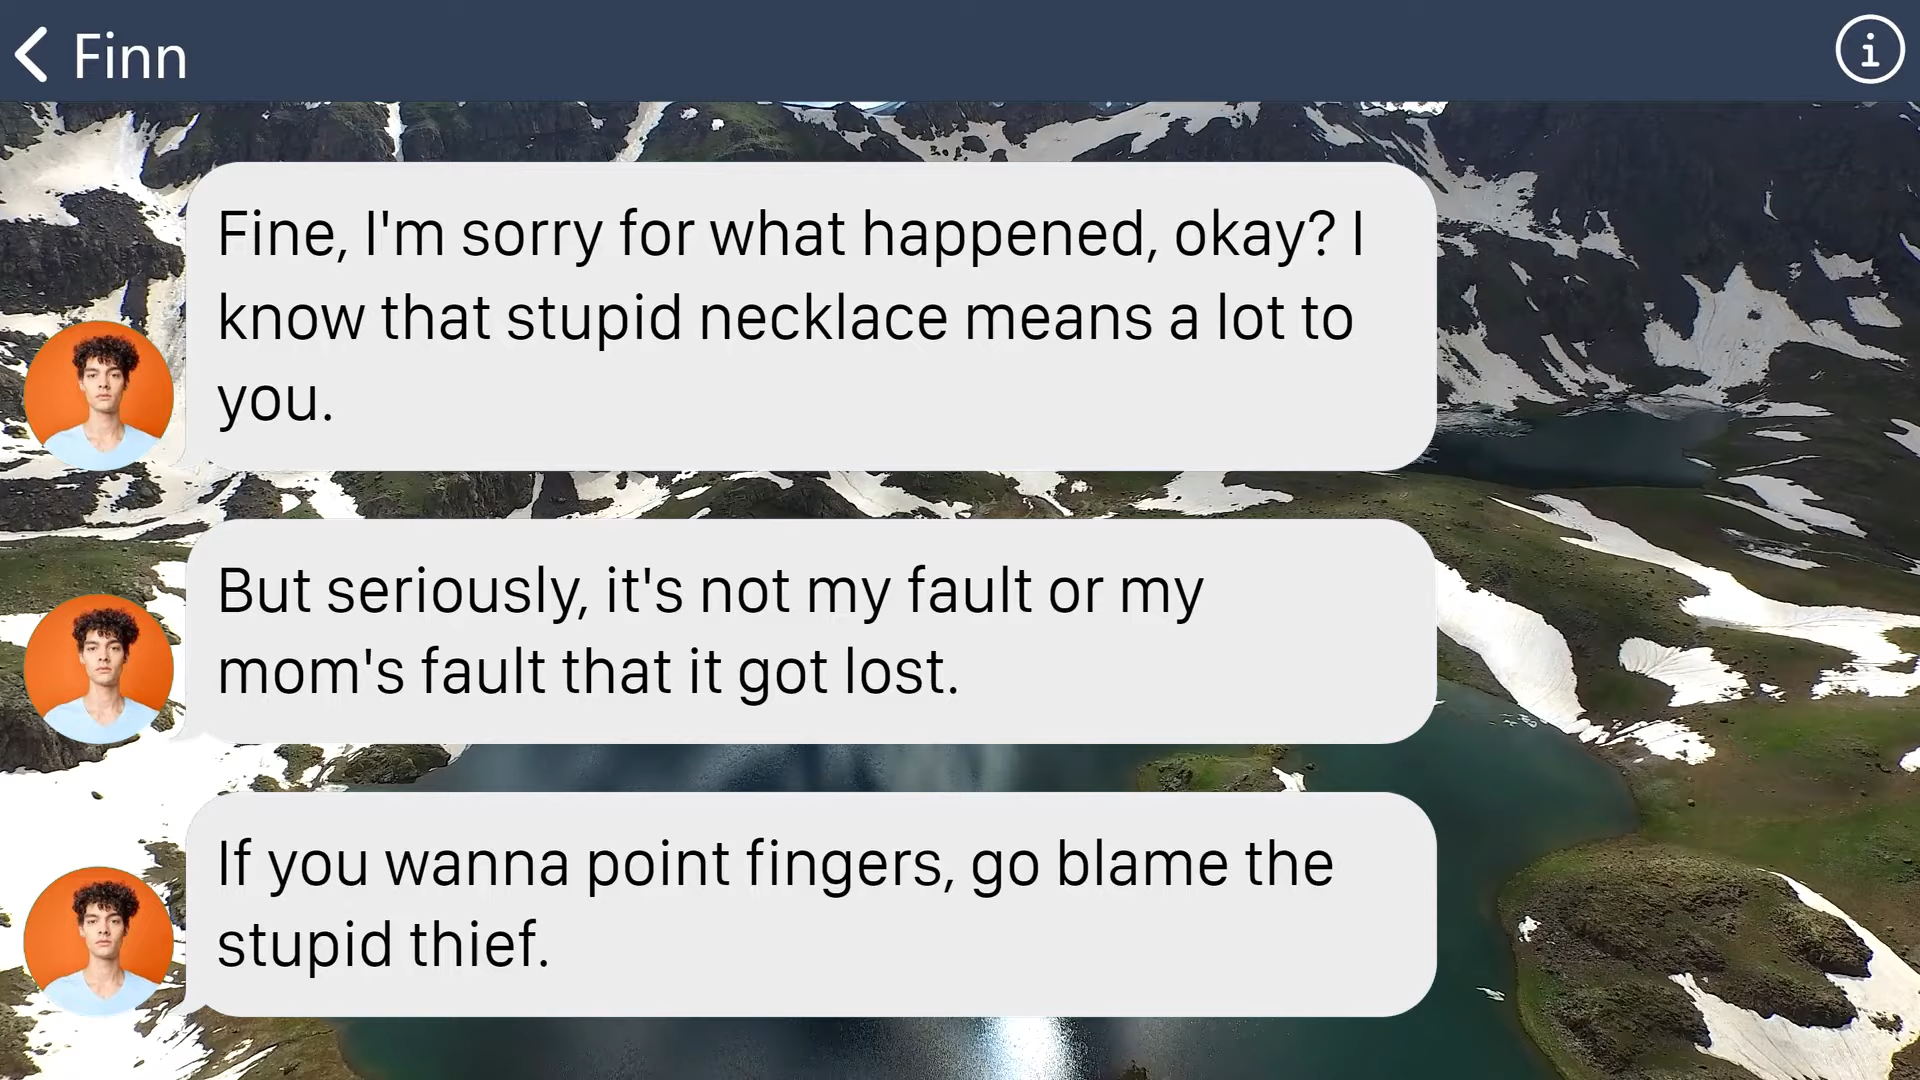 Finn
Fine, I'm sorry for what happened, okay? I
know that stupid necklace means a lot to
you.
But seriously, it's not my fault or my
mom's fault that it got lost.
If you wanna point fingers, go blame the
stupid thief.